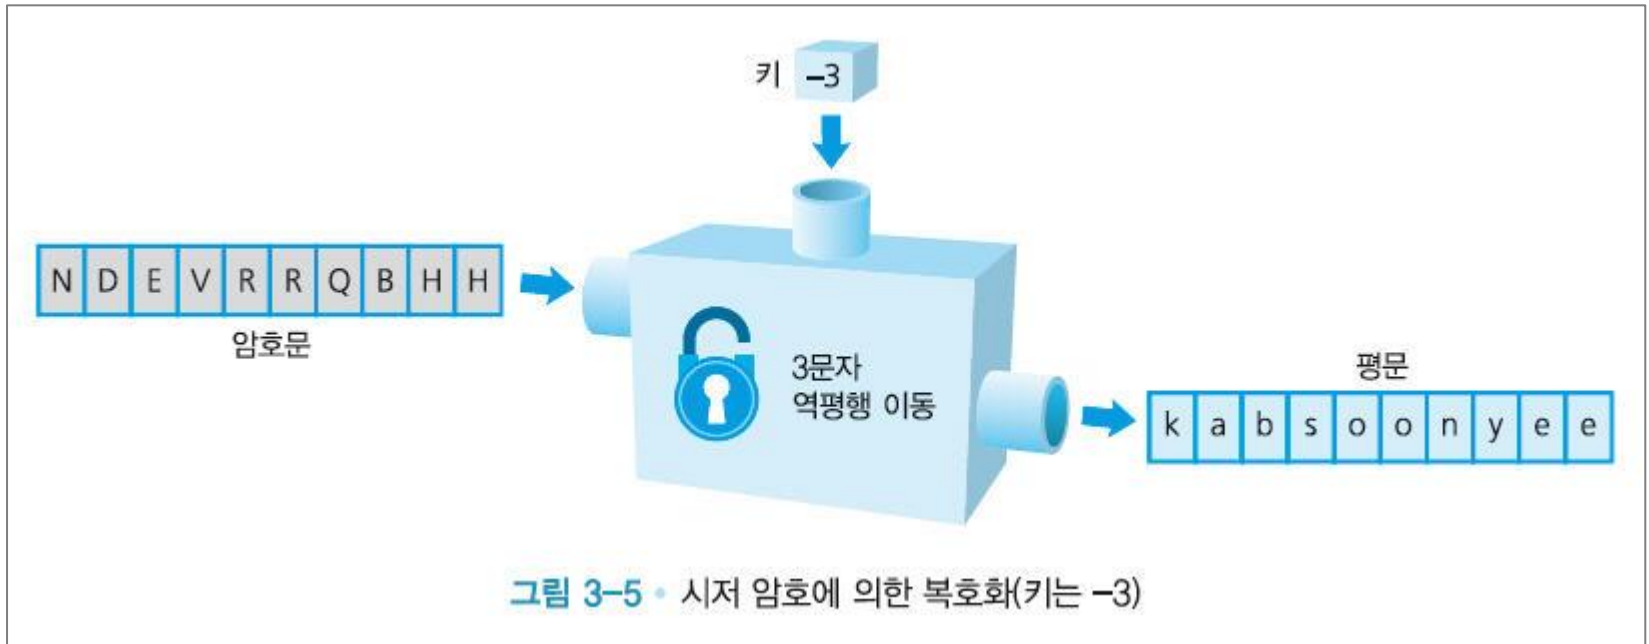 키 –3
N D E V R R Q B H H
암호문
3문자
역평행 이동
평문
k a b s o o n y e e
그림 3–5 • 시저 암호에 의한 복호화(키는 –3)